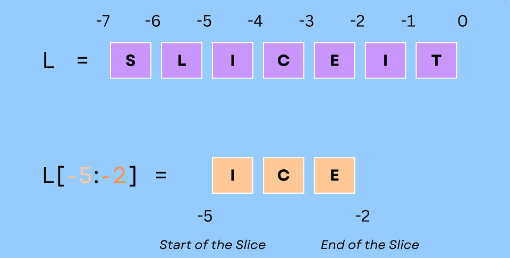 -7 -6 -5 -4 -3 -2 -1 0
L = S L I C E I T
L[-5:-2] = I C E
-5 -2
Start of the Slice End of the Slice